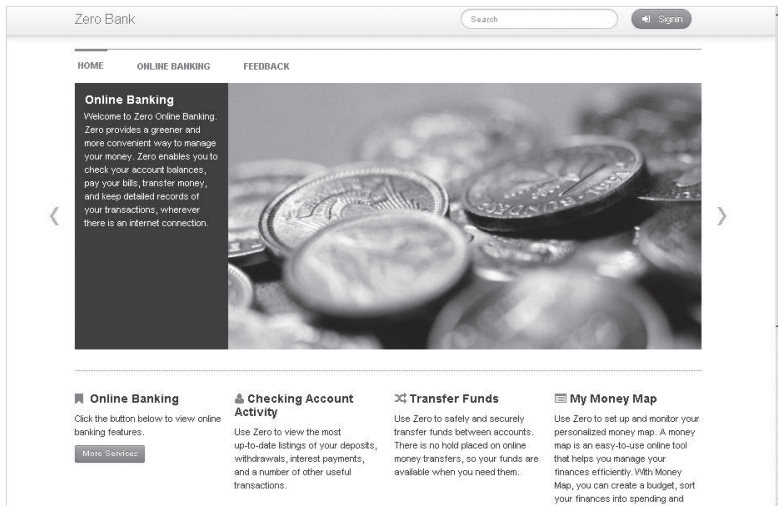 Zero Bank
Search
Signin
HOME
ONLINE BANKING
FEEDBACK
Online Banking
Welcome to Zero Online Banking.
Zero provides a greener and
more convenient way to manage
your money. Zero enables you to
check your account balances,
pay your bills, transfer money,
and keep detailed records of
your transactions, wherever
there is an internet connection.
Online Banking
Click the button below to view online
banking features.
More Services
Checking Account
Activity
Use Zero to view the most
up-to-date listings of your deposits,
withdrawals, interest payments,
and a number of other useful
transactions.
Transfer Funds
Use Zero to safely and securely
transfer funds between accounts.
There is no hold placed on online
money transfers, so your funds are
available when you need them.
My Money Map
Use Zero to set up and monitor your
personalized money map. A money
map is an easy-to-use online tool
that helps you manage your
finances efficiently. With Money
Map, you can create a budget, sort
your finances into spending and